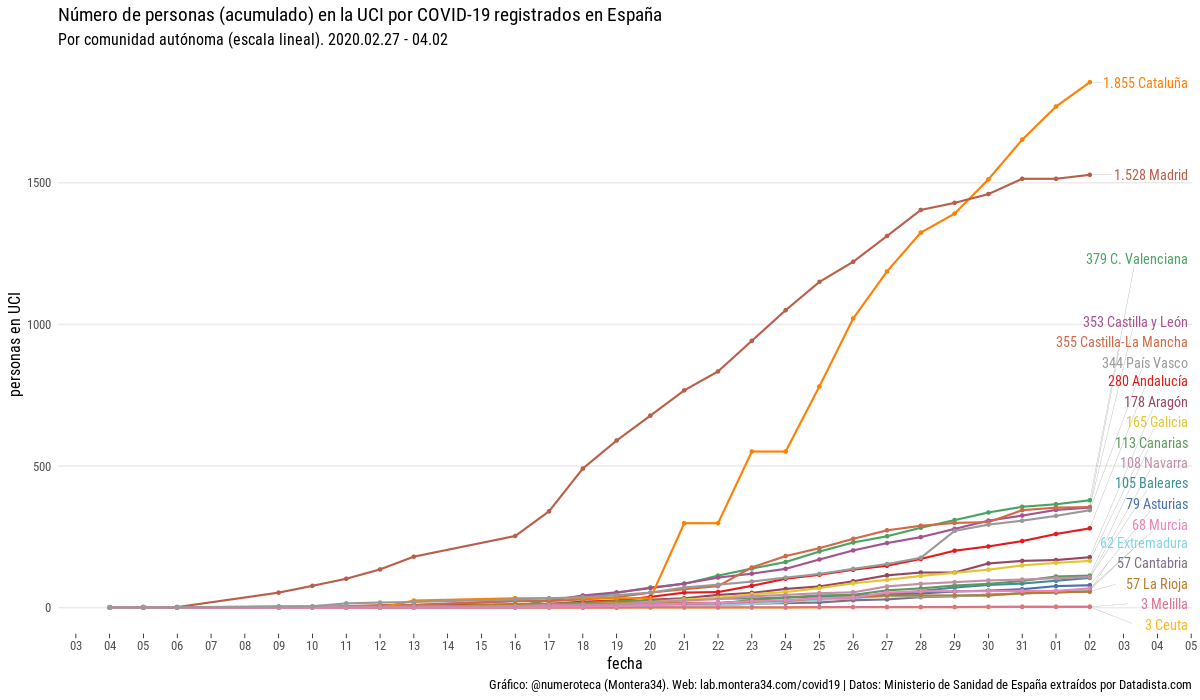 Número de personas (acumulado) en la UCI por COVID-19 registrados en España
Por comunidad autónoma (escala lineal). 2020.02.27 - 04.02
1.855 Cataluña
1.528 Madrid
379 C. Valenciana
353 Castilla y León
355 Castilla-La Mancha
344 País Vasco
280 Andalucía
178 Aragón
165 Galicia
113 Canarias
108 Navarra
105 Baleares
79 Asturias
68 Murcia
62 Extremadura
57 Cantabria
57 La Rioja
3 Melilla
3 Ceuta
personas en UCI
1500
1000
500
0
03 04 05 06 07 08 09 10 11 12 13 14 15 16 17 18 19 20 21 22 23 24 25 26 27 28 29 30 31 01 02 03 04 05
fecha
Gráfico: @numeroteca (Montera34). Web: lab.montera34.com/covid19 | Datos: Ministerio de Sanidad de España extraídos por Datadista.com